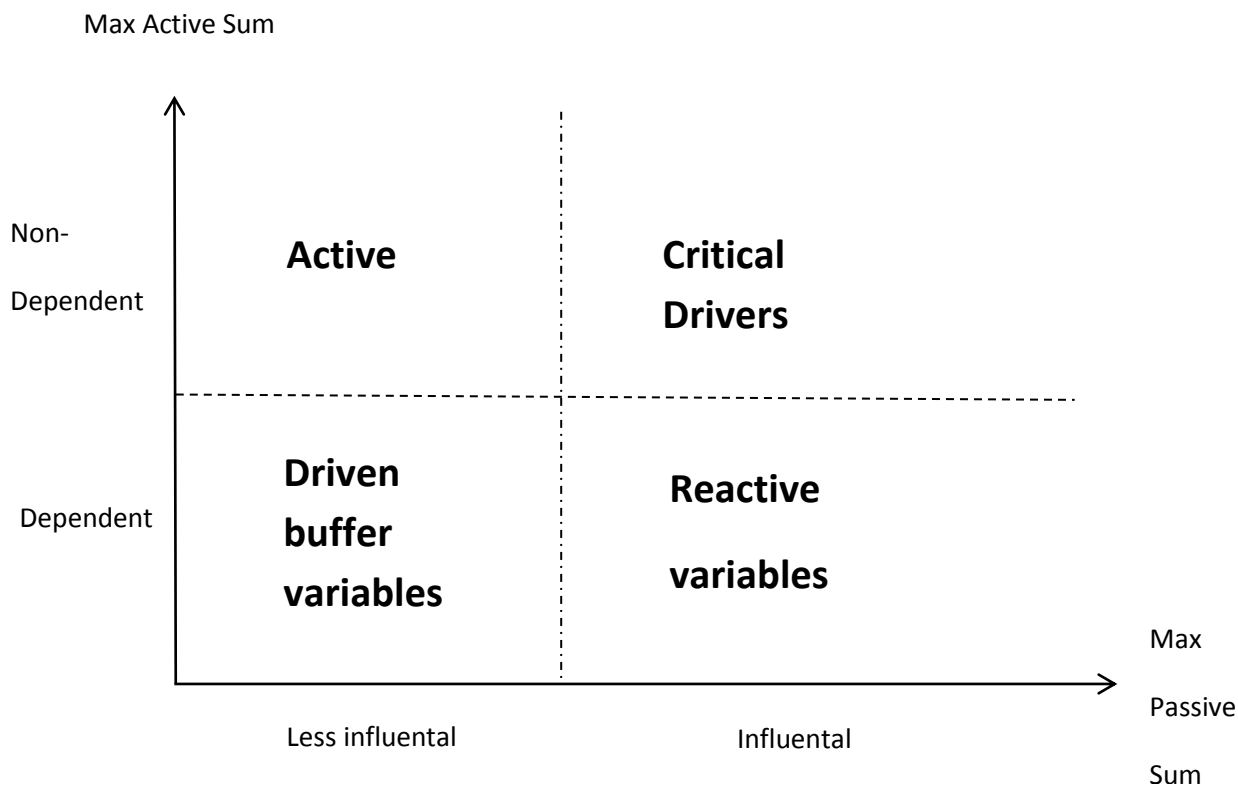 Max Active Sum
Non-
Dependent
Active
Critical
Drivers
Dependent
Driven
buffer
variables
Reactive
variables
Max
Passive
Sum
Less influental
Influental